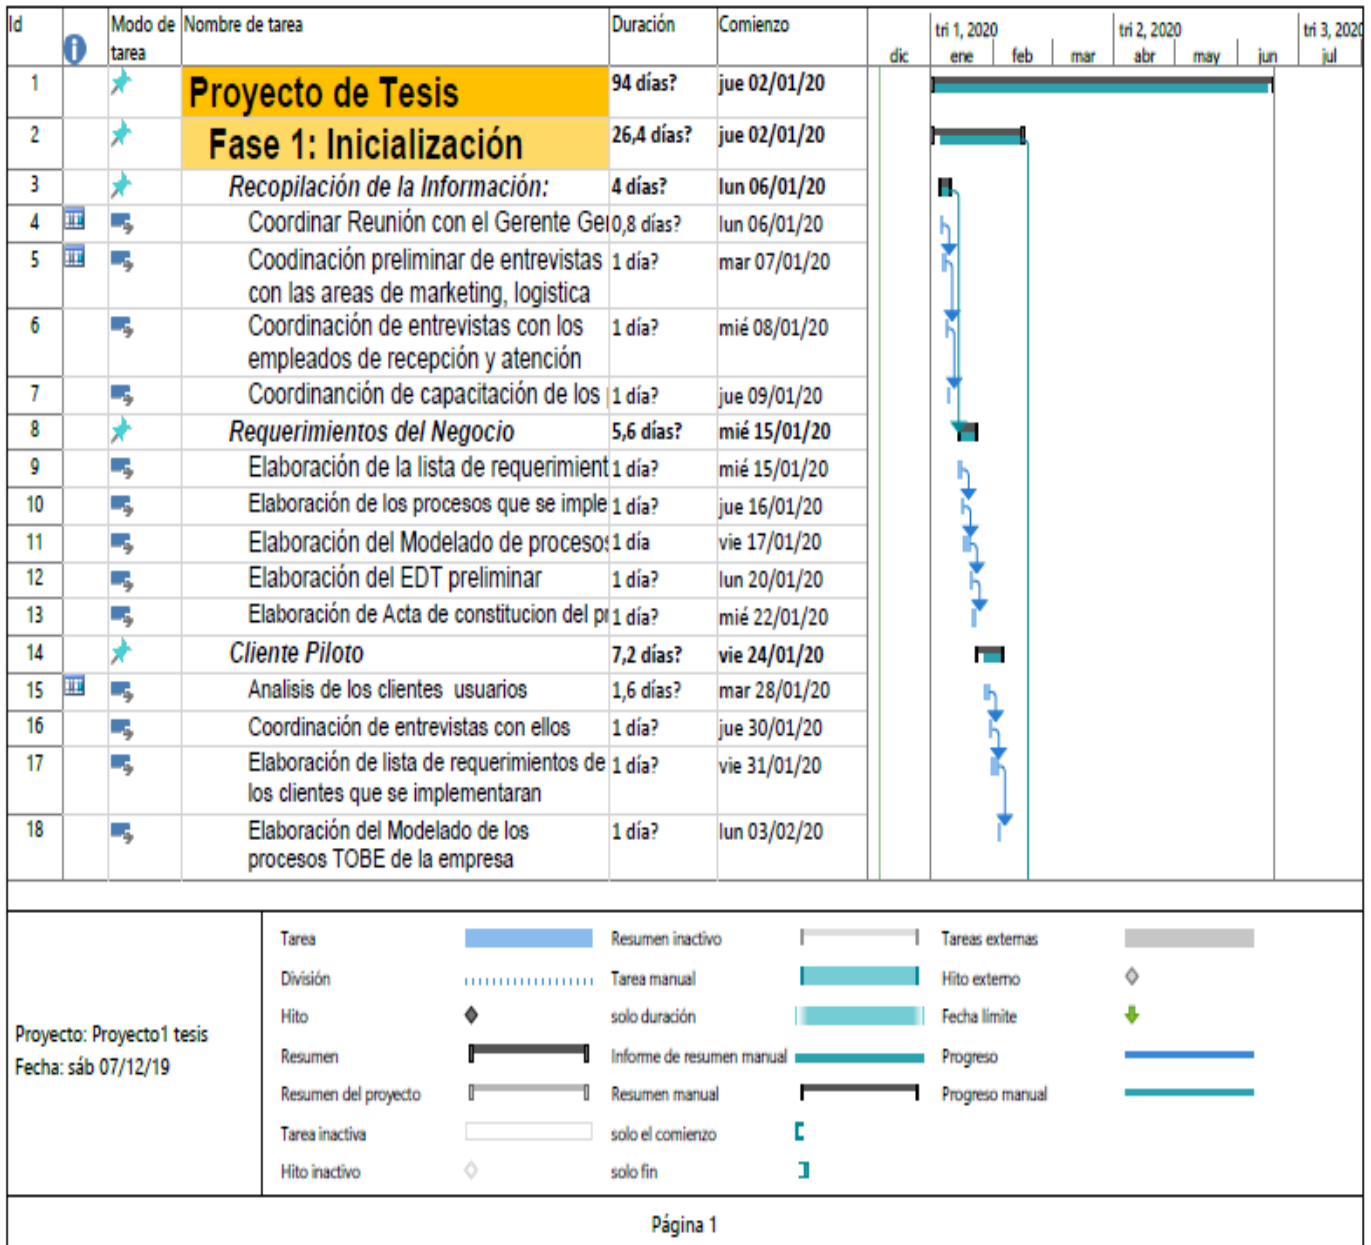 Id Modo de Nombre de tarea Duración Comienzo
tarea
tri 1, 2020 tri 2, 2020 tri 3, 2020
dic ene feb mar abr may jun jul
1 Proyecto de Tesis 94 días? jue 02/01/20
2 Fase 1: Inicialización 26,4 días? jue 02/01/20
3 Recopilación de la Información: 4 días? lun 06/01/20
4 Coordinar Reunión con el Gerente Ge 0,8 días? lun 06/01/20
5 Coodinación preliminar de entrevistas 1 día? mar 07/01/20
con las areas de marketing, logistica
6 Coordinación de entrevistas con los 1 día? mié 08/01/20
empleados de recepción y atención
7 Coordinanción de capacitación de los 1 día? jue 09/01/20
8 Requerimientos del Negocio 5,6 días? mié 15/01/20
9 Elaboración de la lista de requerimient 1 día? mié 15/01/20
10 Elaboración de los procesos que se imple 1 día? jue 16/01/20
11 Elaboración del Modelado de procesos 1 día vie 17/01/20
12 Elaboración del EDT preliminar 1 día? lun 20/01/20
13 Elaboración de Acta de constitucion del pr 1 día? mié 22/01/20
14 Cliente Piloto 7,2 días? vie 24/01/20
15 Analisis de los clientes usuarios 1,6 días? mar 28/01/20
16 Coordinación de entrevistas con ellos 1 día? jue 30/01/20
17 Elaboración de lista de requerimientos de 1 día? vie 31/01/20
los clientes que se implementaran
18 Elaboración del Modelado de los 1 día? lun 03/02/20
procesos TOBE de la empresa
Proyecto: Proyecto1 tesis
Fecha: sáb 07/12/19
Tarea Resumen inactivo Tareas externas
División Tarea manual Hito externo
Hito solo duración Fecha límite
Resumen Informe de resumen manual Progreso
Resumen del proyecto Resumen manual Progreso manual
Tarea inactiva solo el comienzo
Hito inactivo solo fin
Página 1